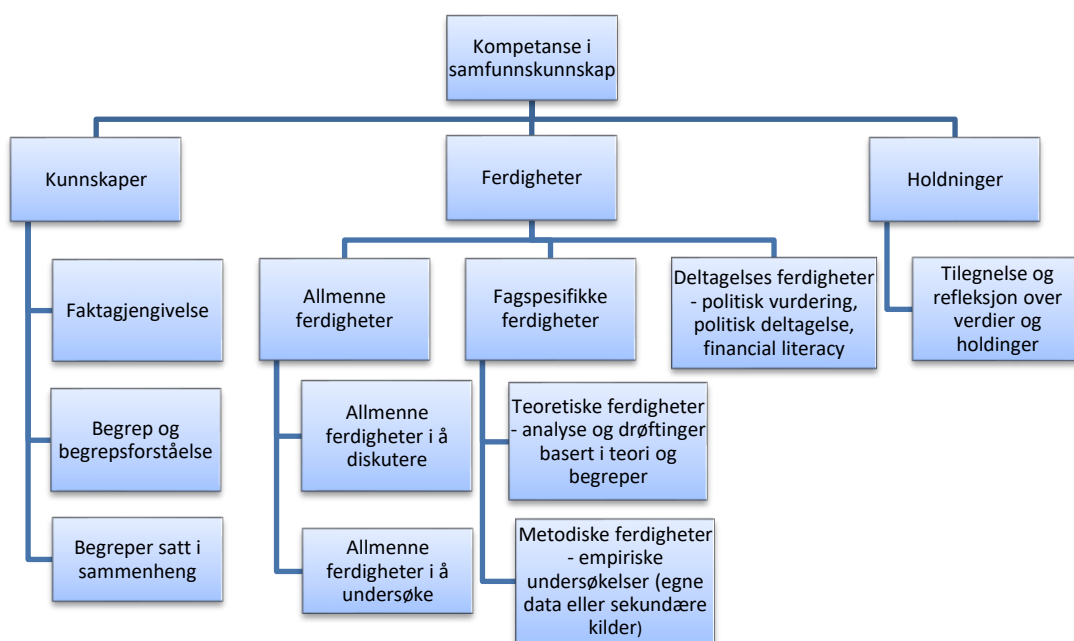 Kompetanse i
samfunnskunnskap
Kunnskaper
Ferdigheter
Holdninger
Faktagjengivelse
Begrep og
begrepsforståelse
Begreper satt i
sammenheng
Allmenne
ferdigheter
Allmenne
ferdigheter i å
diskutere
Allmenne
ferdigheter i å
undersøke
Fagspesifikke
ferdigheter
Teoretiske ferdigheter
- analyse og drøftinger
basert i teori og
begreper
Metodiske ferdigheter
- empiriske
undersøkelser (egne
data eller sekundære
kilder)
Deltagelses ferdigheter
- politisk vurdering,
politisk deltagelse,
financial literacy
Tilegnelse og
refleksjon over
verdier og
holdinger